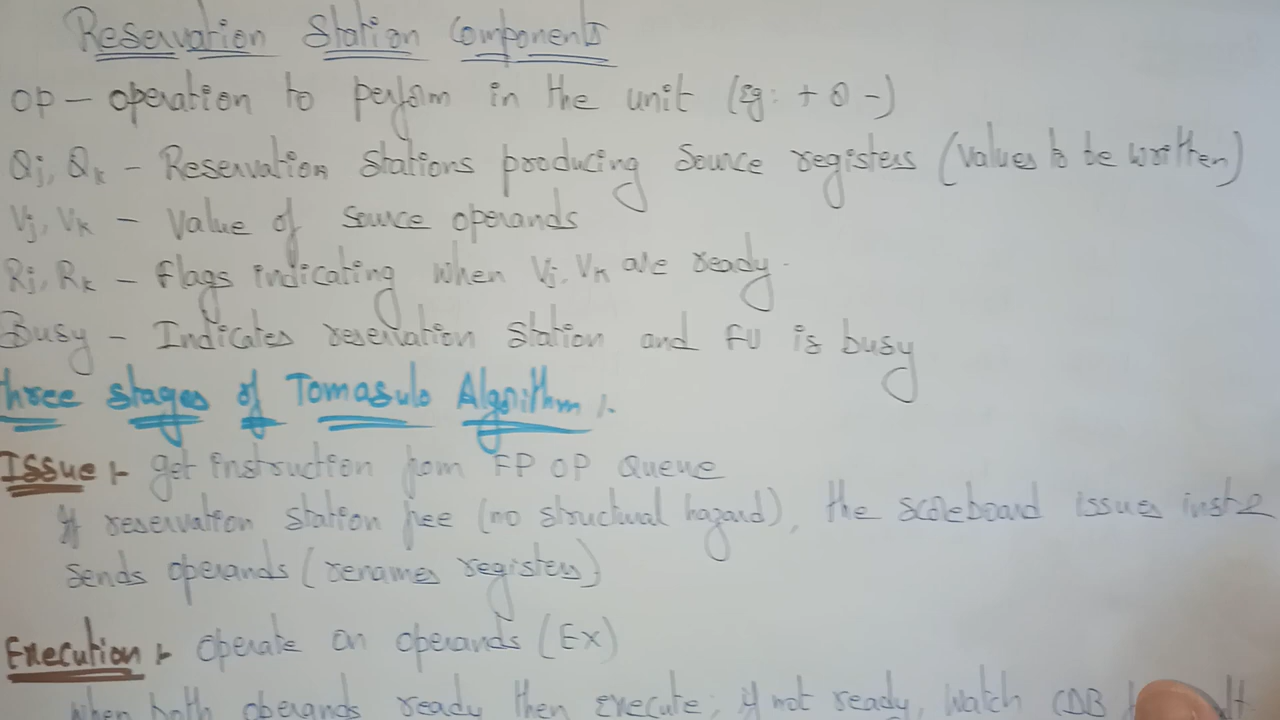 Reservation Station Components
OP - operation to perform in the unit (Eg: + o -)
Qj, Qk - Reservation stations producing source registers (values to be written)
Vj, Vk - Value of source operands
Rj, Rk - flags indicating when Vj, Vk are ready.
Busy - Indicates reservation station and FU is busy
three stages of Tomasulo Algorithm :-
Issue :- get instruction from FP OP Queue
If reservation station free (no structural hazard), the scoreboard issues instr &
sends operands (renames registers)
Execution :- Operate on operands (Ex)
When both operands ready then execute; if not ready, watch CDB